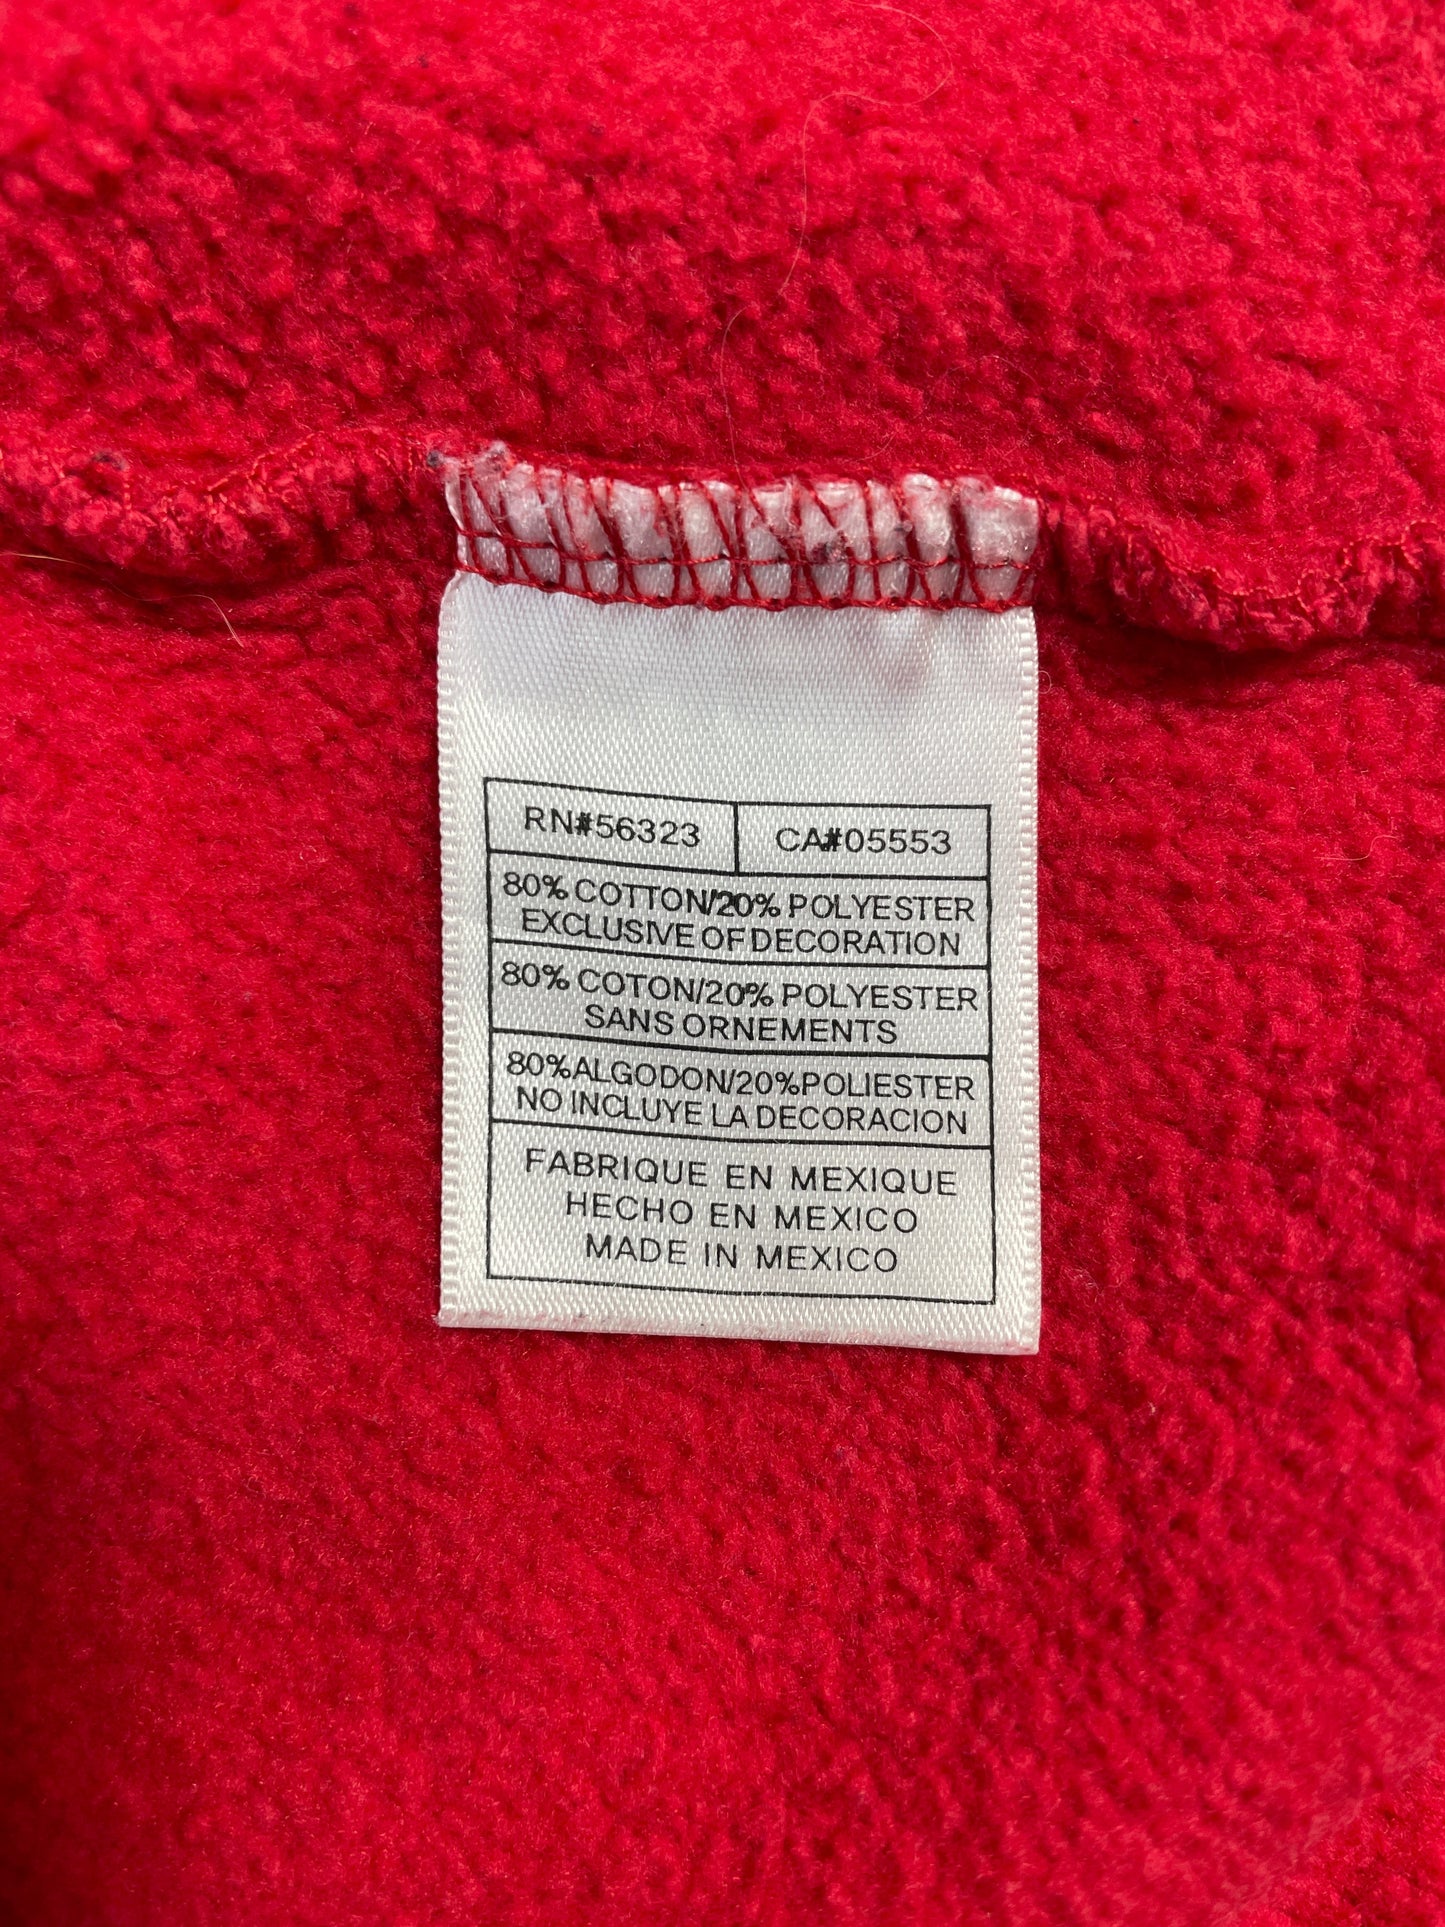 RN#56323 CA#05553
80% COTTON/20% POLYESTER
EXCLUSIVE OF DECORATION
80% COTON/20% POLYESTER
SANS ORNEMENTS
80% ALGODON/20% POLIESTER
NO INCLUYE LA DECORACION
FABRIQUE EN MEXIQUE
HECHO EN MEXICO
MADE IN MEXICO